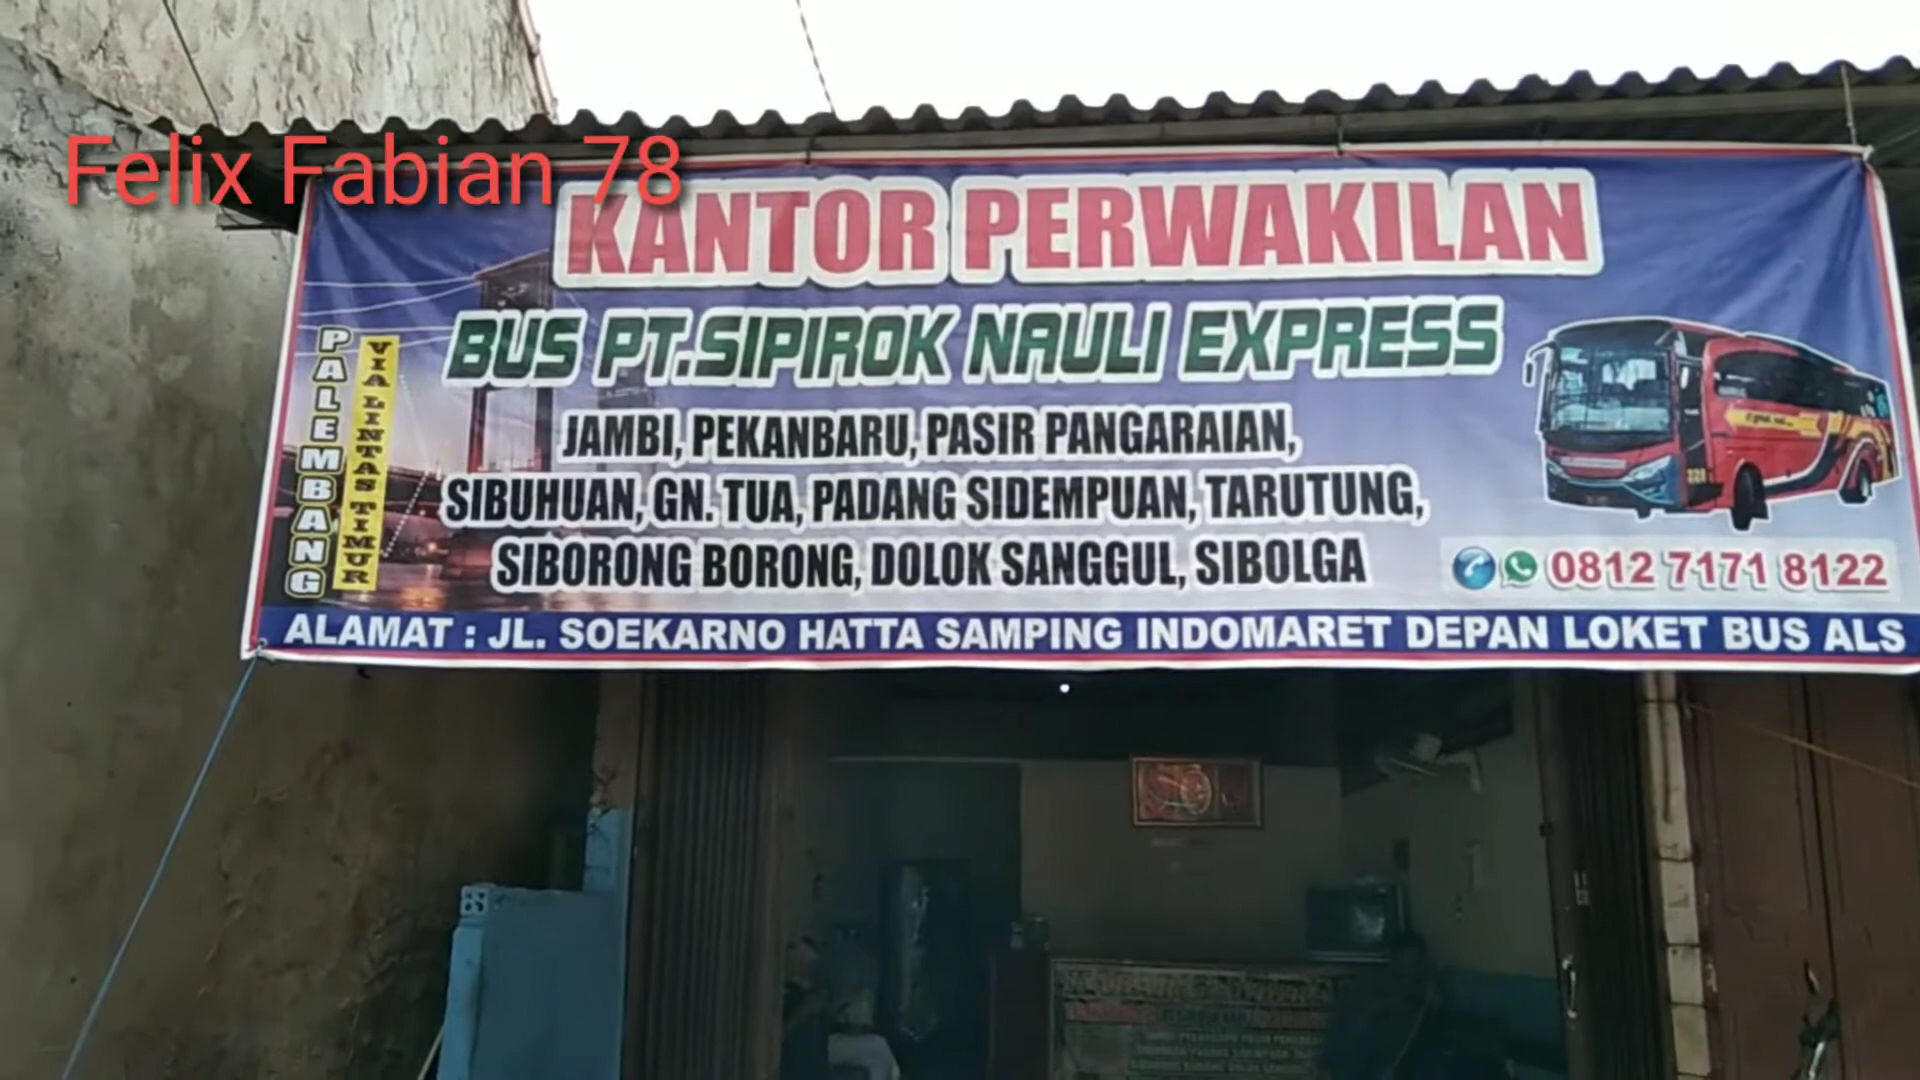 Felix Fabian 78
KANTOR PERWAKILAN
BUS PT.SIPIROK NAULI EXPRESS
PALEMBANG
VIA LINTAS TIMUR
JAMBI, PEKANBARU, PASIR PANGARAIAN,
SIBUHUAN, GN. TUA, PADANG SIDEMPUAN, TARUTUNG,
SIBORONG BORONG, DOLOK SANGGUL, SIBOLGA
0812 7171 8122
ALAMAT : JL. SOEKARNO HATTA SAMPING INDOMARET DEPAN LOKET BUS ALS